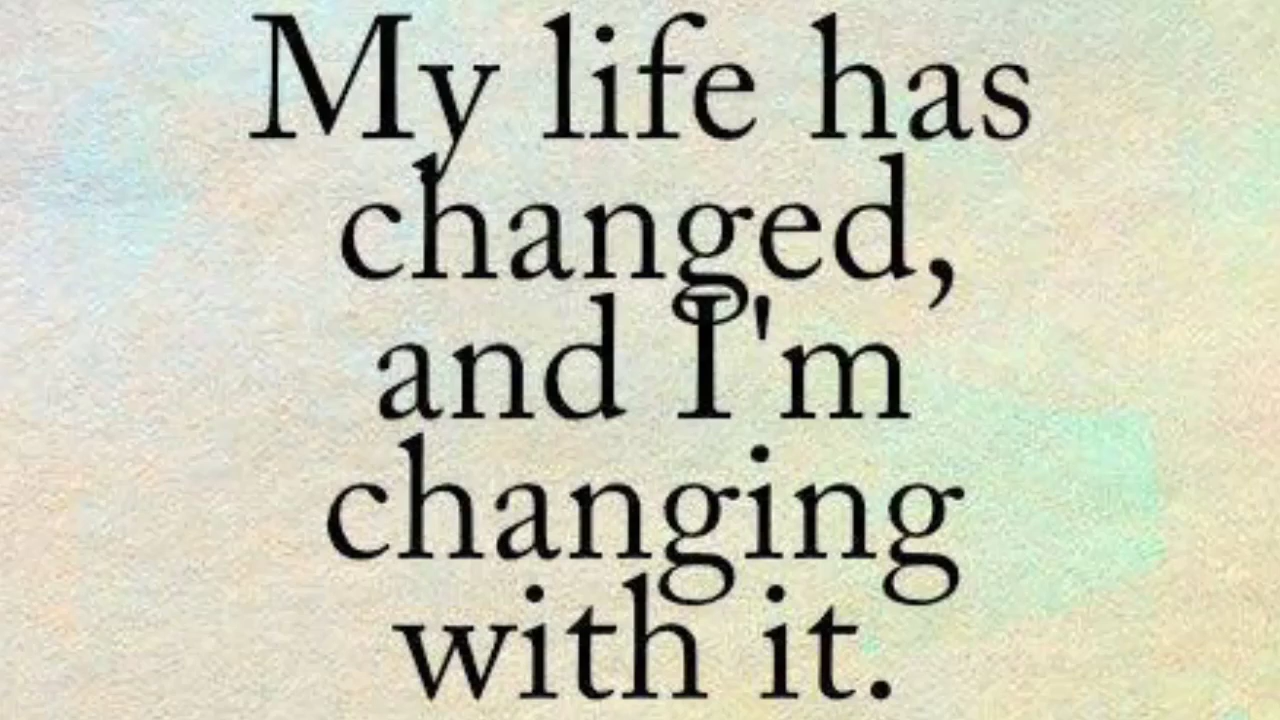 My life has
changed,
and I'm
changing
with it.